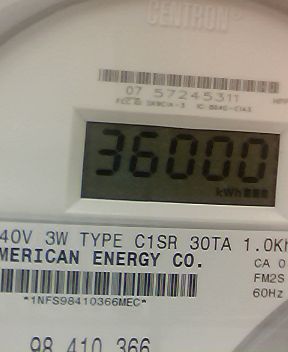 CENTRON®
07 57245311
36000
kWh
40V 3W TYPE C1SR 30TA 1.0Kh
MERICAN ENERGY CO.
CA 0
FM2S
*1NFS98410366MEC*
60Hz
98 410 366